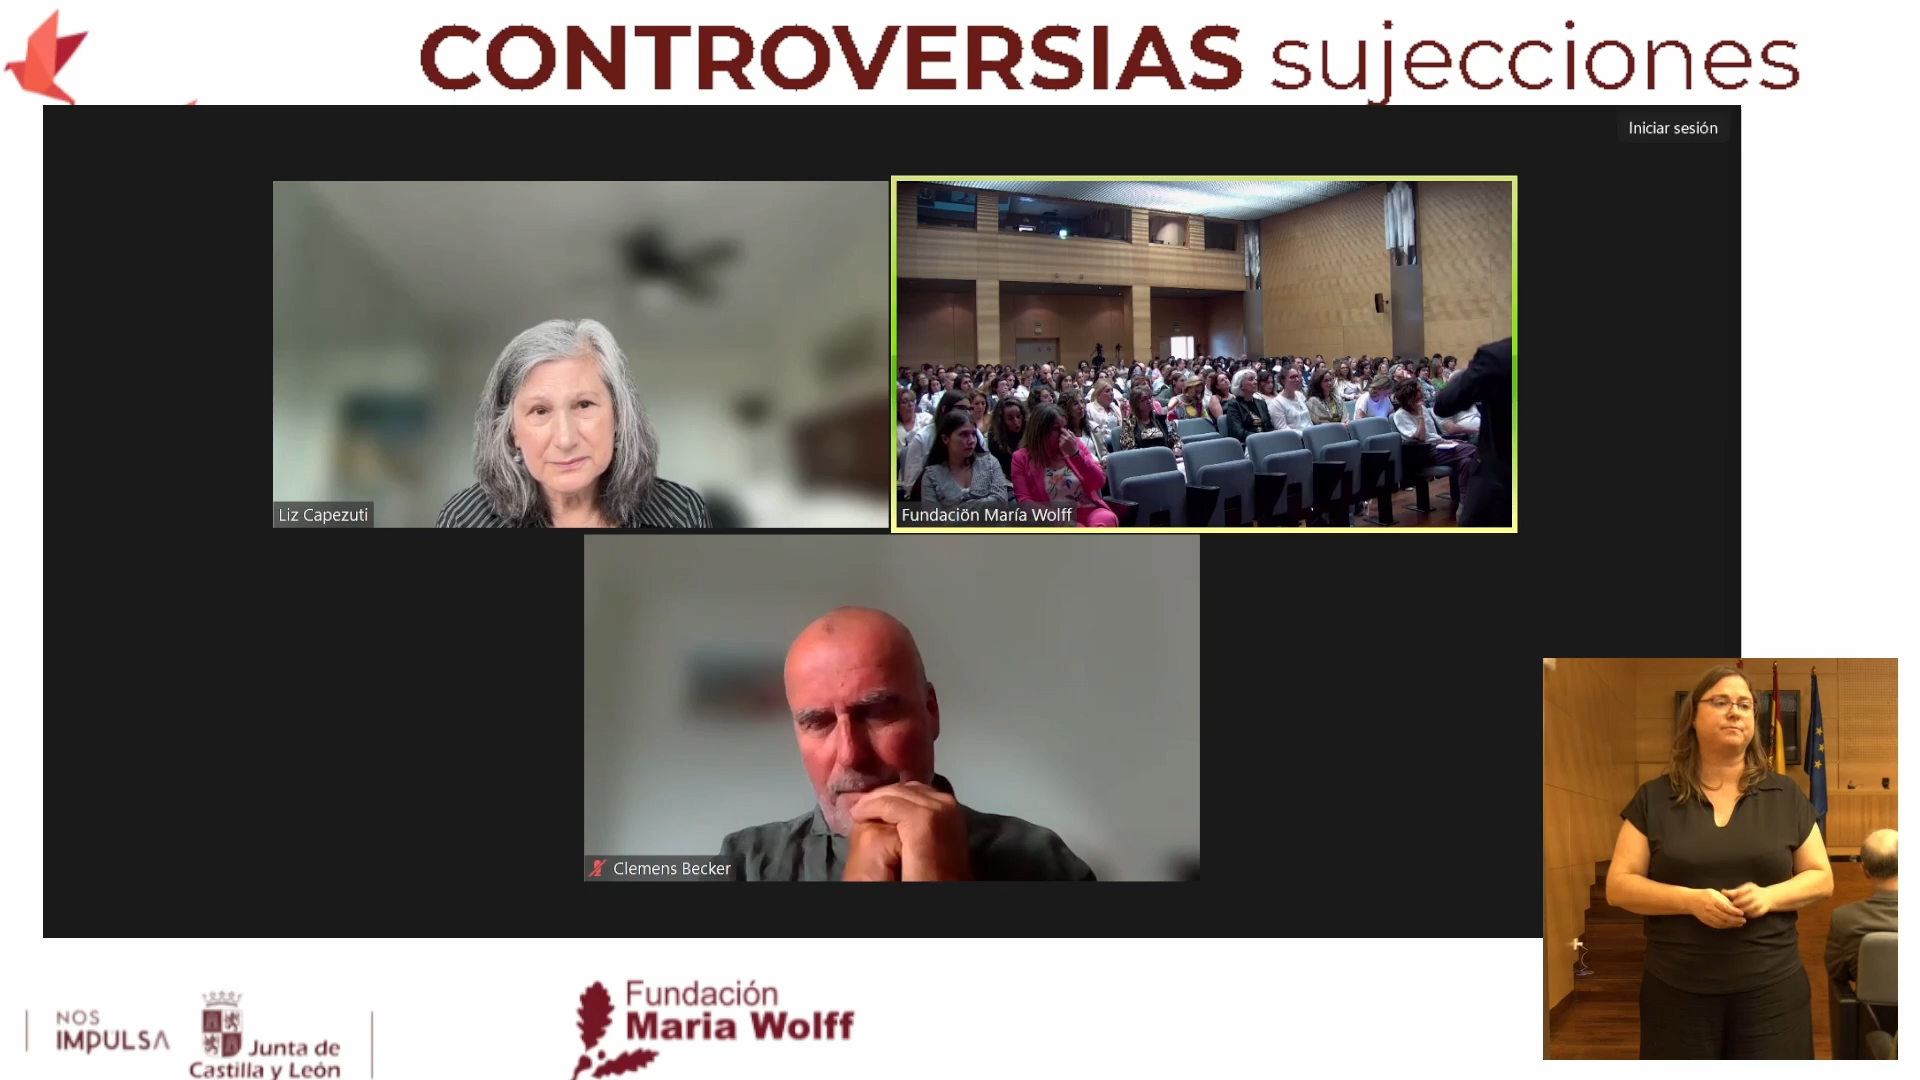 CONTROVERSIAS sujecciones
Iniciar sesión
Liz Capezuti
Fundación María Wolff
Clemens Becker
NOS
IMPULSA
Junta de
Castilla y León
Fundación
Maria Wolff